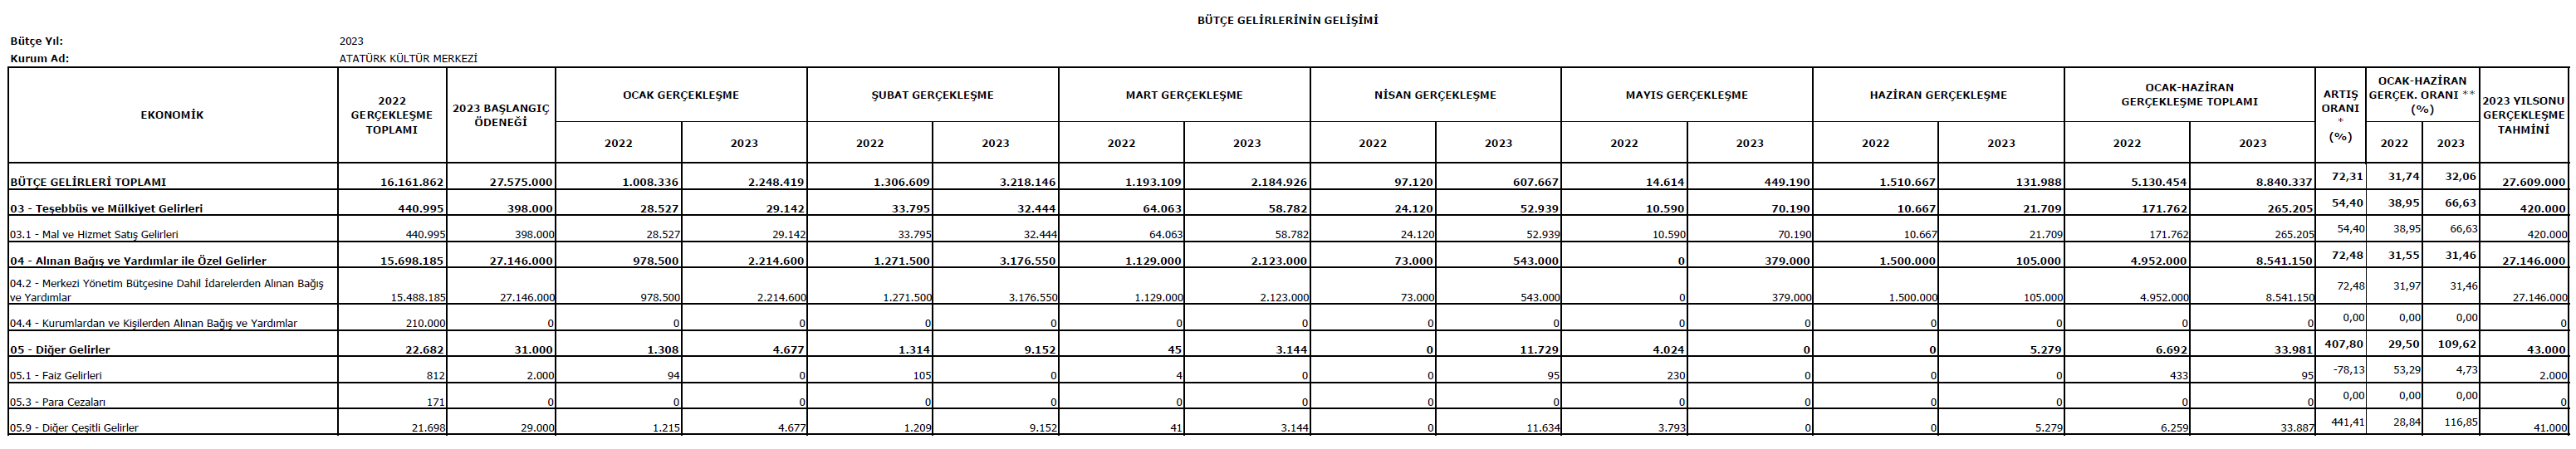 BÜTÇE GELİRLERİNİN GELİŞİMİ
Bütçe Yıl: 2023
Kurum Ad: ATATÜRK KÜLTÜR MERKEZİ
EKONOMİK 2022 GERÇEKLEŞME TOPLAMI 2023 BAŞLANGIÇ ÖDENEĞİ OCAK GERÇEKLEŞME ŞUBAT GERÇEKLEŞME MART GERÇEKLEŞME NİSAN GERÇEKLEŞME MAYIS GERÇEKLEŞME HAZİRAN GERÇEKLEŞME OCAK-HAZİRAN GERÇEKLEŞME TOPLAMI ARTIŞ ORANI * (%) OCAK-HAZİRAN GERÇEK. ORANI ** (%) 2023 YILSONU GERÇEKLEŞME TAHMİNİ
2022 2023 2022 2023 2022 2023 2022 2023 2022 2023 2022 2023 2022 2023 2022 2023
BÜTÇE GELİRLERİ TOPLAMI 16.161.862 27.575.000 1.008.336 2.248.419 1.306.609 3.218.146 1.193.109 2.184.926 97.120 607.667 14.614 449.190 1.510.667 131.988 5.130.454 8.840.337 72,31 31,74 32,06 27.609.000
03 - Teşebbüs ve Mülkiyet Gelirleri 440.995 398.000 28.527 29.142 33.795 32.444 64.063 58.782 24.120 52.939 10.590 70.190 10.667 21.709 171.762 265.205 54,40 38,95 66,63 420.000
03.1 - Mal ve Hizmet Satış Gelirleri 440.995 398.000 28.527 29.142 33.795 32.444 64.063 58.782 24.120 52.939 10.590 70.190 10.667 21.709 171.762 265.205 54,40 38,95 66,63 420.000
04 - Alınan Bağış ve Yardımlar ile Özel Gelirler 15.698.185 27.146.000 978.500 2.214.600 1.271.500 3.176.550 1.129.000 2.123.000 73.000 543.000 0 379.000 1.500.000 105.000 4.952.000 8.541.150 72,48 31,55 31,46 27.146.000
04.2 - Merkezi Yönetim Bütçesine Dahil İdarelerden Alınan Bağış
ve Yardımlar 15.488.185 27.146.000 978.500 2.214.600 1.271.500 3.176.550 1.129.000 2.123.000 73.000 543.000 0 379.000 1.500.000 105.000 4.952.000 8.541.150 72,48 31,97 31,46 27.146.000
04.4 - Kurumlardan ve Kişilerden Alınan Bağış ve Yardımlar 210.000 0 0 0 0 0 0 0 0 0 0 0 0 0 0 0 0,00 0,00 0,00 0
05 - Diğer Gelirler 22.682 31.000 1.308 4.677 1.314 9.152 45 3.144 0 11.729 4.024 0 0 5.279 6.692 33.981 407,80 29,50 109,62 43.000
05.1 - Faiz Gelirleri 812 2.000 94 0 105 0 4 0 0 95 230 0 0 0 433 95 -78,13 53,29 4,73 2.000
05.3 - Para Cezaları 171 0 0 0 0 0 0 0 0 0 0 0 0 0 0 0 0,00 0,00 0,00 0
05.9 - Diğer Çeşitli Gelirler 21.698 29.000 1.215 4.677 1.209 9.152 41 3.144 0 11.634 3.793 0 0 5.279 6.259 33.887 441,41 28,84 116,85 41.000